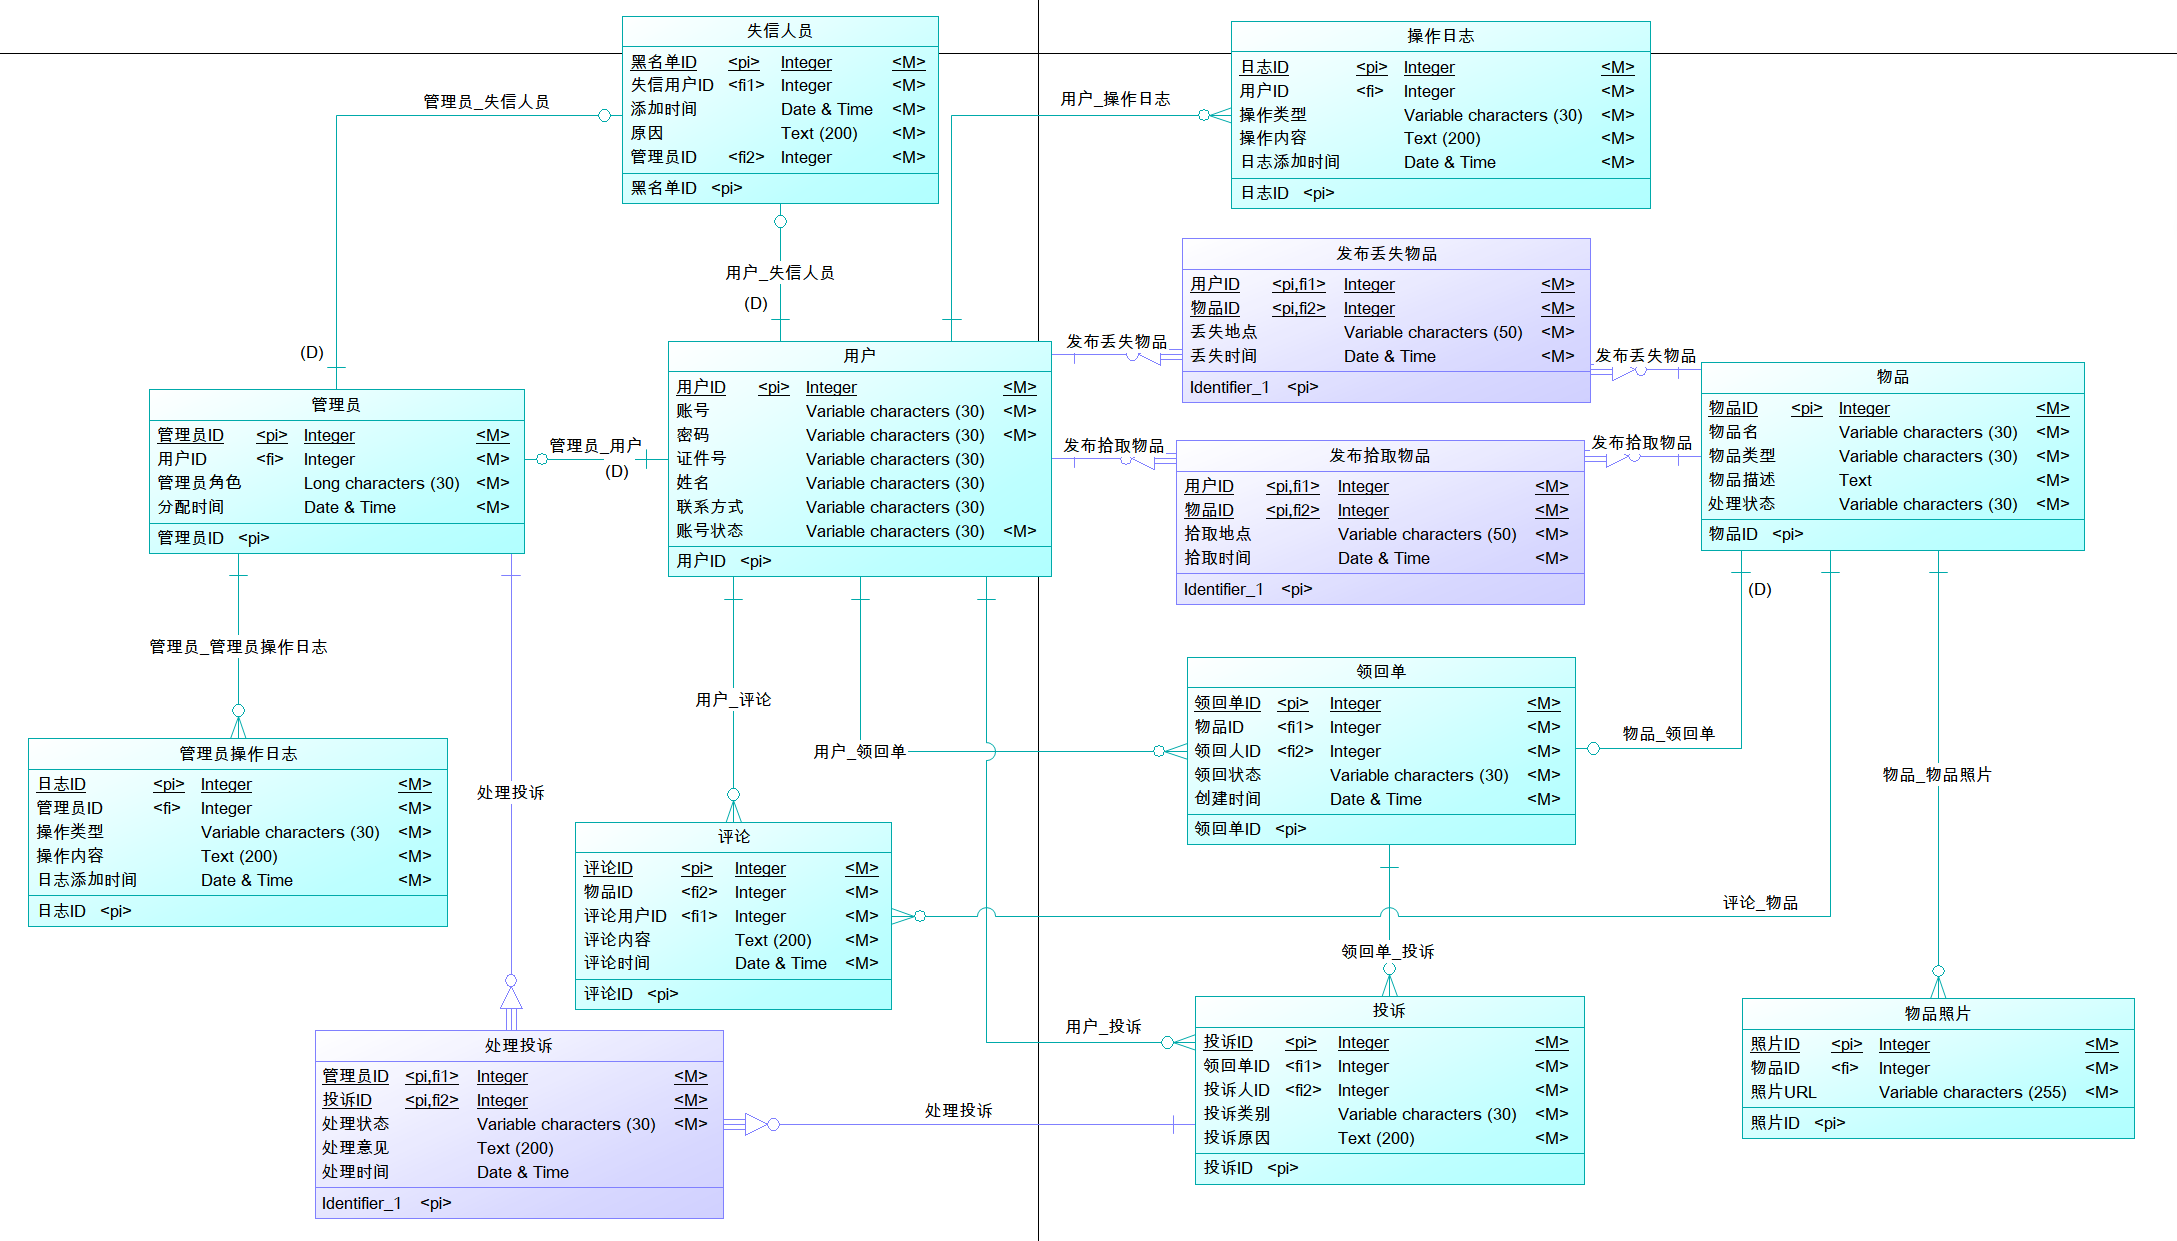 失信人员
黑名单ID <pi> Integer <M>
失信用户ID <fi1> Integer <M>
添加时间 Date & Time <M>
原因 Text (200) <M>
管理员ID <fi2> Integer <M>
黑名单ID <pi>
操作日志
日志ID <pi> Integer <M>
用户ID <fi> Integer <M>
操作类型 Variable characters (30) <M>
操作内容 Text (200) <M>
日志添加时间 Date & Time <M>
日志ID <pi>
管理员_失信人员
用户_操作日志
用户_失信人员
(D)
(D)
发布丢失物品
用户ID <pi,fi1> Integer <M>
物品ID <pi,fi2> Integer <M>
丢失地点 Variable characters (50) <M>
丢失时间 Date & Time <M>
Identifier_1 <pi>
发布丢失物品
发布丢失物品
管理员
管理员ID <pi> Integer <M>
用户ID <fi> Integer <M>
管理员角色 Long characters (30) <M>
分配时间 Date & Time <M>
管理员ID <pi>
管理员_用户
(D)
用户
用户ID <pi> Integer <M>
账号 Variable characters (30) <M>
密码 Variable characters (30) <M>
证件号 Variable characters (30)
姓名 Variable characters (30)
联系方式 Variable characters (30)
账号状态 Variable characters (30) <M>
用户ID <pi>
发布拾取物品
发布拾取物品
用户ID <pi,fi1> Integer <M>
物品ID <pi,fi2> Integer <M>
拾取地点 Variable characters (50) <M>
拾取时间 Date & Time <M>
Identifier_1 <pi>
发布拾取物品
物品
物品ID <pi> Integer <M>
物品名 Variable characters (30) <M>
物品类型 Variable characters (30) <M>
物品描述 Text <M>
处理状态 Variable characters (30) <M>
物品ID <pi>
(D)
管理员_管理员操作日志
用户_评论
用户_领回单
领回单
领回单ID <pi> Integer <M>
物品ID <fi1> Integer <M>
领回人ID <fi2> Integer <M>
领回状态 Variable characters (30) <M>
创建时间 Date & Time <M>
领回单ID <pi>
物品_领回单
物品_物品照片
管理员操作日志
日志ID <pi> Integer <M>
管理员ID <fi> Integer <M>
操作类型 Variable characters (30) <M>
操作内容 Text (200) <M>
日志添加时间 Date & Time <M>
日志ID <pi>
处理投诉
评论
评论ID <pi> Integer <M>
物品ID <fi2> Integer <M>
评论用户ID <fi1> Integer <M>
评论内容 Text (200) <M>
评论时间 Date & Time <M>
评论ID <pi>
评论_物品
领回单_投诉
用户_投诉
处理投诉
管理员ID <pi,fi1> Integer <M>
投诉ID <pi,fi2> Integer <M>
处理状态 Variable characters (30) <M>
处理意见 Text (200)
处理时间 Date & Time
Identifier_1 <pi>
处理投诉
投诉
投诉ID <pi> Integer <M>
领回单ID <fi1> Integer <M>
投诉人ID <fi2> Integer <M>
投诉类别 Variable characters (30) <M>
投诉原因 Text (200) <M>
投诉ID <pi>
物品照片
照片ID <pi> Integer <M>
物品ID <fi> Integer <M>
照片URL Variable characters (255) <M>
照片ID <pi>